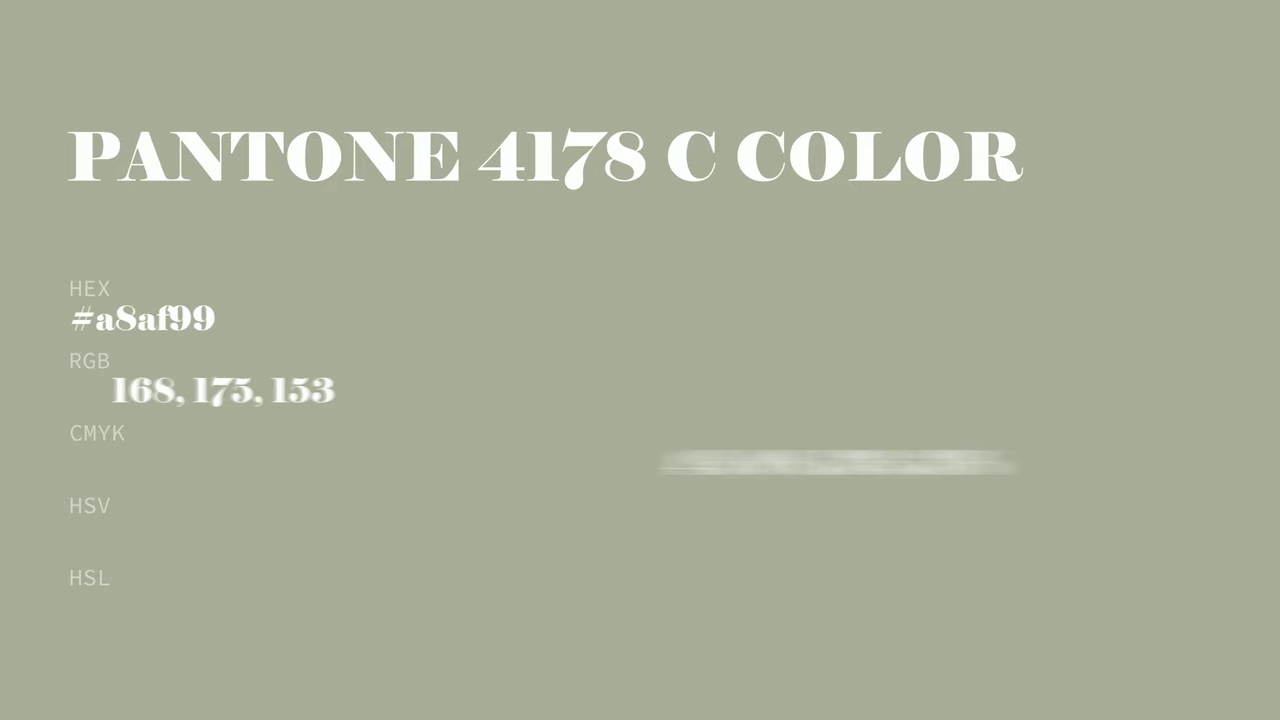 PANTONE 4178 C COLOR
HEX
#a8af99
RGB
168, 175, 153
CMYK
HSV
HSL